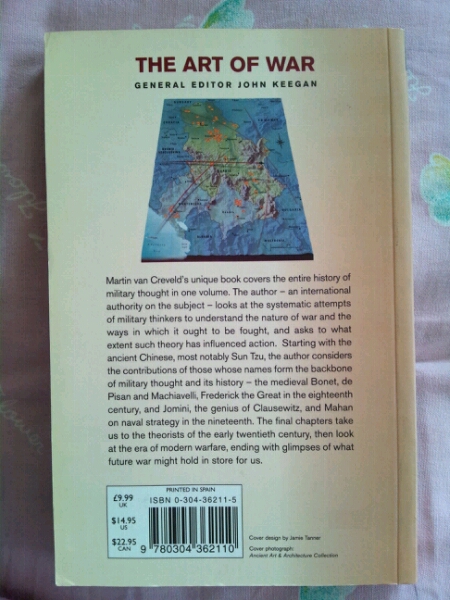 THE ART OF WAR
GENERAL EDITOR JOHN KEEGAN
Martin van Creveld's unique book covers the entire history of
military thought in one volume. The author – an international
authority on the subject – looks at the systematic attempts
of military thinkers to understand the nature of war and the
ways in which it ought to be fought, and asks to what
extent such theory has influenced action. Starting with the
ancient Chinese, most notably Sun Tzu, the author considers
the contributions of those whose names form the backbone
of military thought and its history – the medieval Bonet, de
Pisan and Machiavelli, Frederick the Great in the eighteenth
century, and Jomini, the genius of Clausewitz, and Mahan
on naval strategy in the nineteenth. The final chapters take
us to the theorists of the early twentieth century, then look
at the era of modern warfare, ending with glimpses of what
future war might hold in store for us.
£9.99
UK
$14.95
US
$22.95
CAN
PRINTED IN SPAIN
ISBN 0-304-36211-5
9 780304 362110
Cover design by Jamie Tanner
Cover photograph:
Ancient Art & Architecture Collection